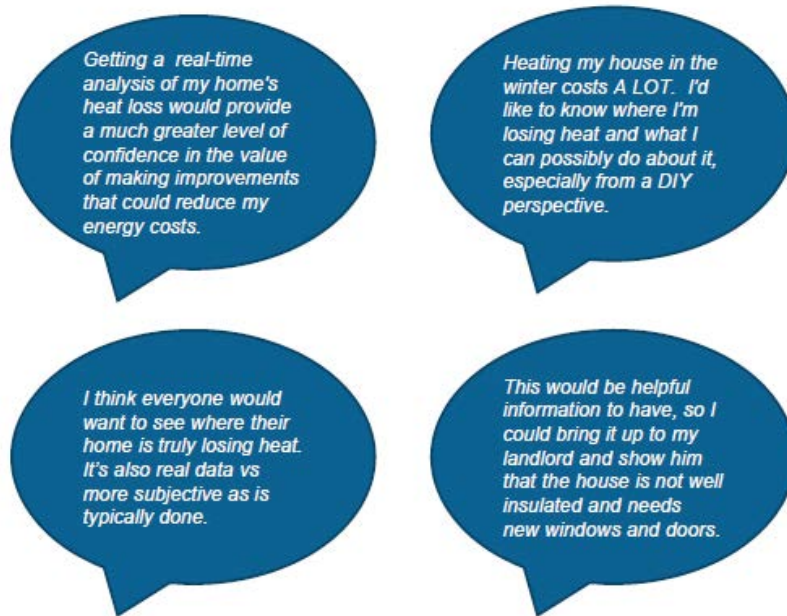 Getting a real-time
analysis of my home's
heat loss would provide
a much greater level of
confidence in the value
of making improvements
that could reduce my
energy costs.
Heating my house in the
winter costs A LOT. I'd
like to know where I'm
losing heat and what I
can possibly do about it,
especially from a DIY
perspective.
I think everyone would
want to see where their
home is truly losing heat.
It's also real data vs
more subjective as is
typically done.
This would be helpful
information to have, so I
could bring it up to my
landlord and show him
that the house is not well
insulated and needs
new windows and doors.